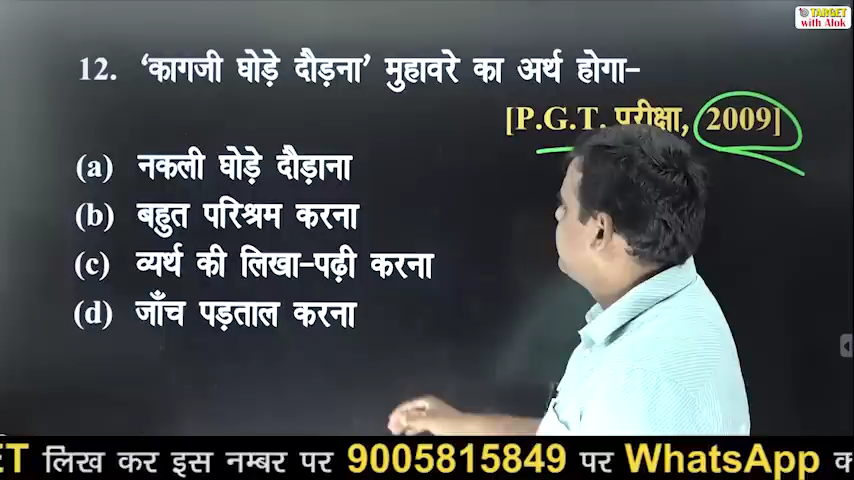 TARGET
with Alok
12. ‘कागजी घोड़े दौड़ना’ मुहावरे का अर्थ होगा–
[P.G.T. परीक्षा, 2009]
(a) नकली घोड़े दौड़ाना
(b) बहुत परिश्रम करना
(c) व्यर्थ की लिखा-पढ़ी करना
(d) जाँच पड़ताल करना
ET लिख कर इस नम्बर पर 9005815849 पर WhatsApp क